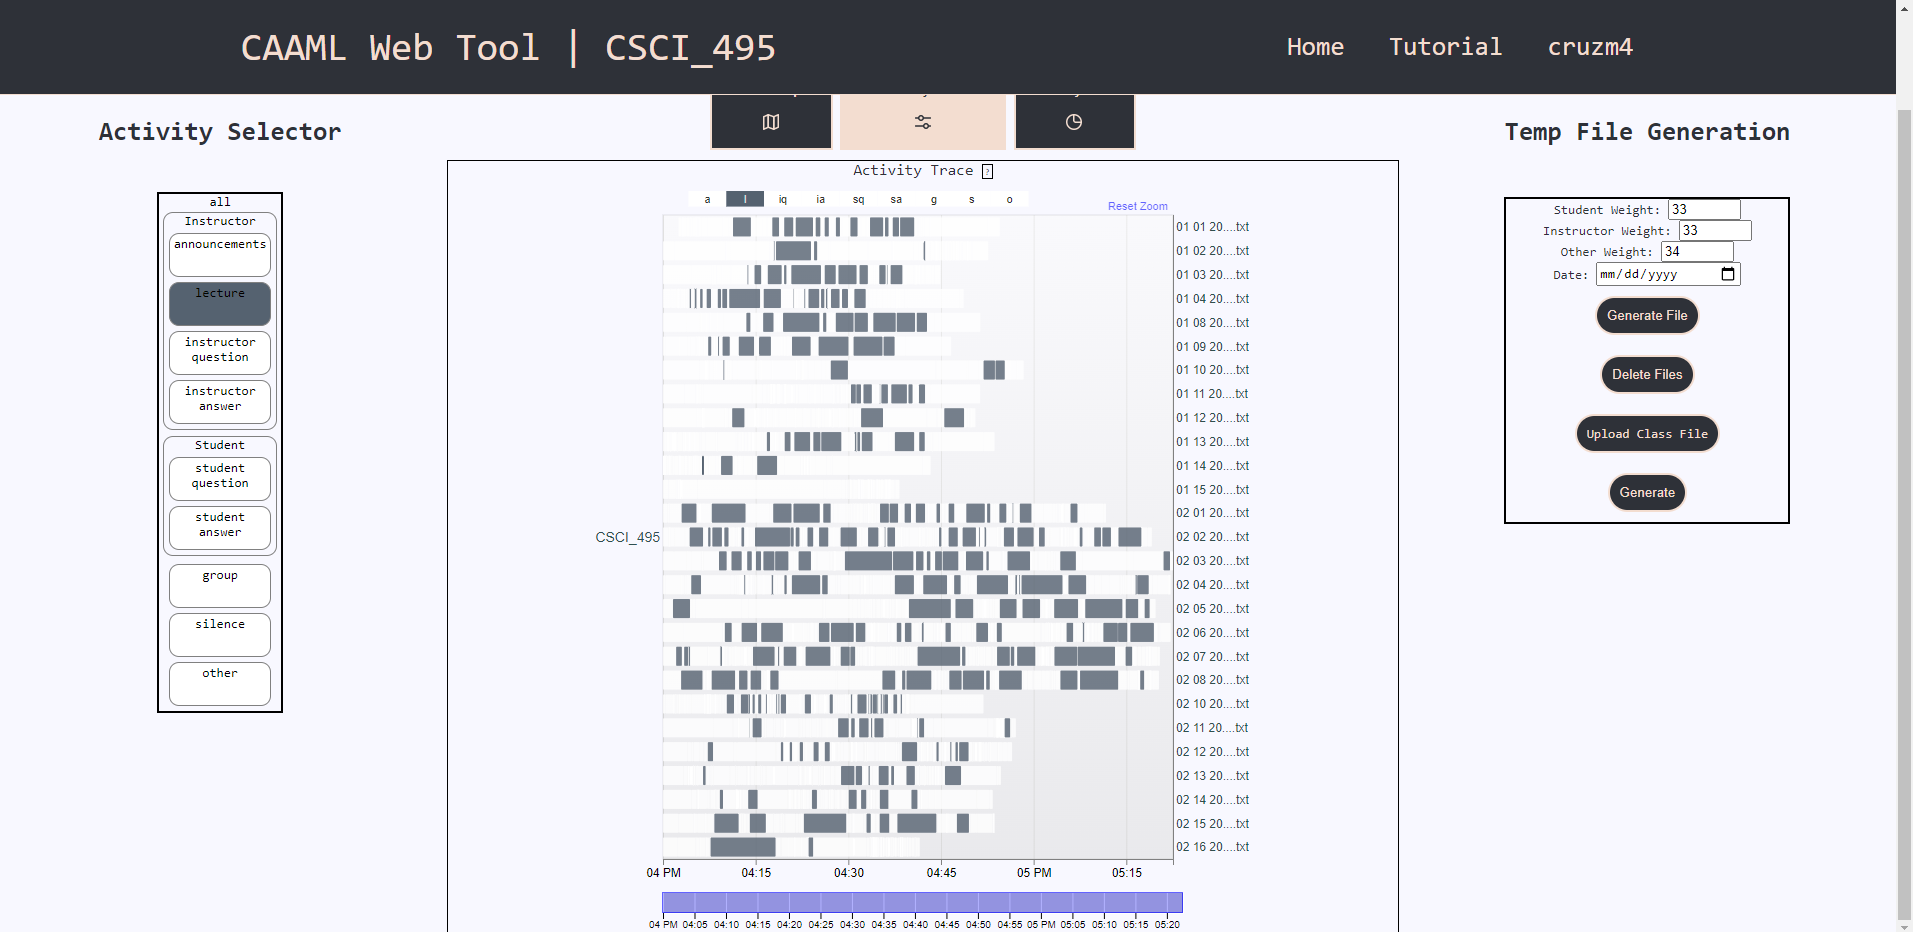 CAAML Web Tool | CSCI_495
Home Tutorial cruzm4
Activity Selector
all
Instructor
announcements
lecture
instructor
question
instructor
answer
Student
student
question
student
answer
group
silence
other
Activity Trace ?
a l iq ia sq sa g s o
Reset Zoom
CSCI_495
01 01 20....txt
01 02 20....txt
01 03 20....txt
01 04 20....txt
01 08 20....txt
01 09 20....txt
01 10 20....txt
01 11 20....txt
01 12 20....txt
01 13 20....txt
01 14 20....txt
01 15 20....txt
02 01 20....txt
02 02 20....txt
02 03 20....txt
02 04 20....txt
02 05 20....txt
02 06 20....txt
02 07 20....txt
02 08 20....txt
02 10 20....txt
02 11 20....txt
02 12 20....txt
02 13 20....txt
02 14 20....txt
02 15 20....txt
02 16 20....txt
04 PM 04:15 04:30 04:45 05 PM 05:15
04 PM 04:05 04:10 04:15 04:20 04:25 04:30 04:35 04:40 04:45 04:50 04:55 05 PM 05:05 05:10 05:15 05:20
Temp File Generation
Student Weight: 33
Instructor Weight: 33
Other Weight: 34
Date: mm/dd/yyyy
Generate File
Delete Files
Upload Class File
Generate